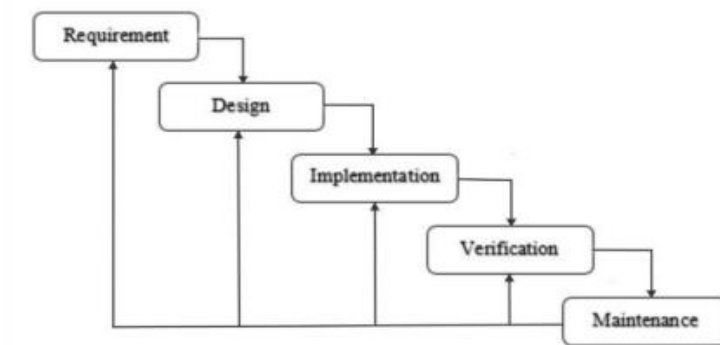 Requirement
Design
Implementation
Verification
Maintenance